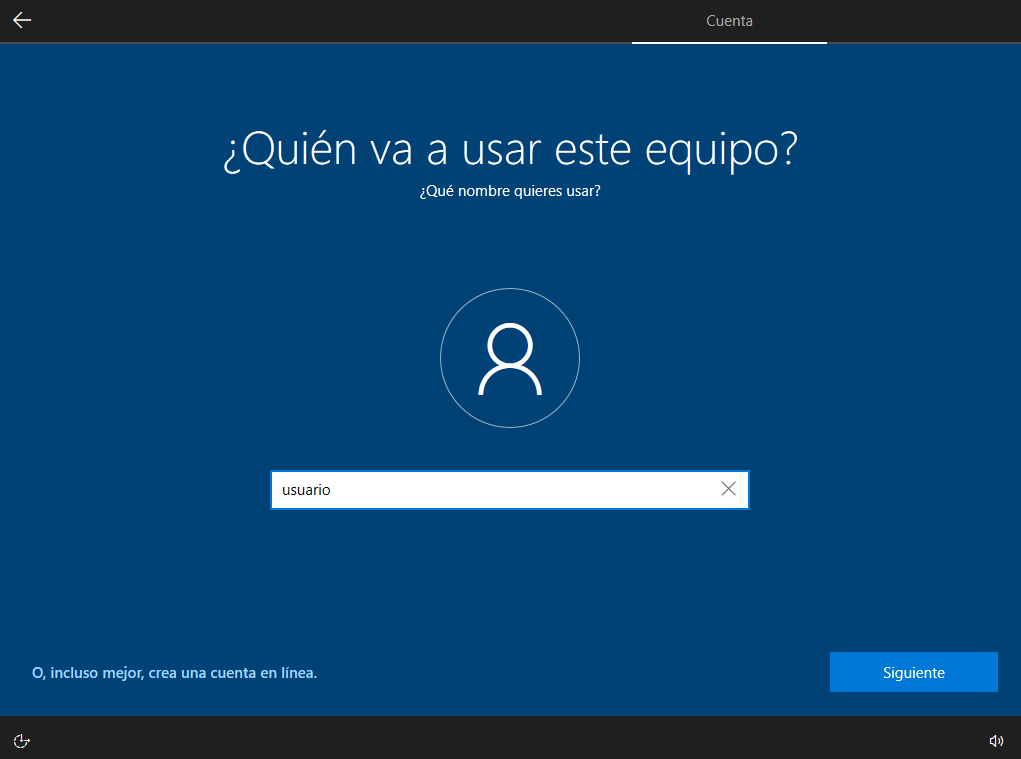 Cuenta
¿Quién va a usar este equipo?
¿Qué nombre quieres usar?
usuario
O, incluso mejor, crea una cuenta en línea.
Siguiente